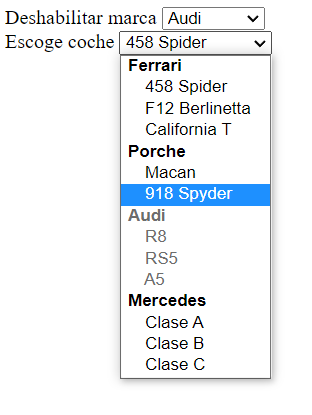 Deshabilitar marca Audi
Escoge coche 458 Spider
Ferrari
458 Spider
F12 Berlinetta
California T
Porche
Macan
918 Spyder
Audi
R8
RS5
A5
Mercedes
Clase A
Clase B
Clase C